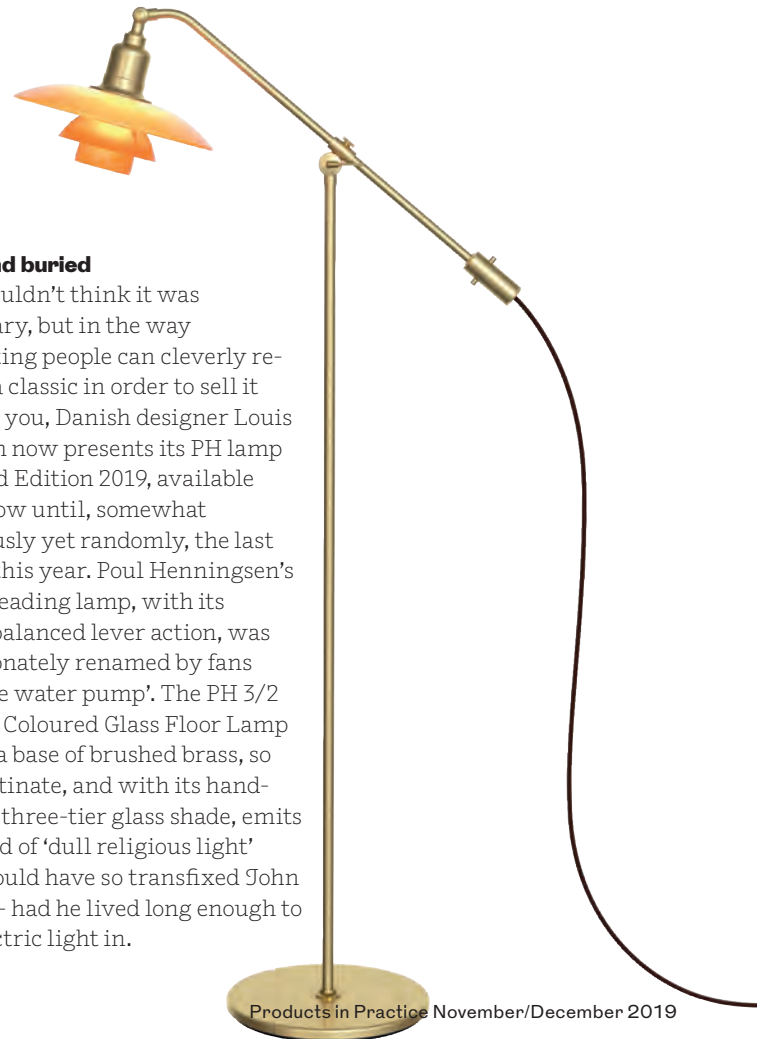 nd buried
uldn't think it was
ary, but in the way
ting people can cleverly re-
a classic in order to sell it
you, Danish designer Louis
n now presents its PH lamp
d Edition 2019, available
ow until, somewhat
usly yet randomly, the last
this year. Poul Henningsen's
eading lamp, with its
balanced lever action, was
onately renamed by fans
e water pump'. The PH 3/2
Coloured Glass Floor Lamp
a base of brushed brass, so
tinate, and with its hand-
three-tier glass shade, emits
d of 'dull religious light'
ould have so transfixed John
– had he lived long enough to
ctric light in.
Products in Practice November/December 2019